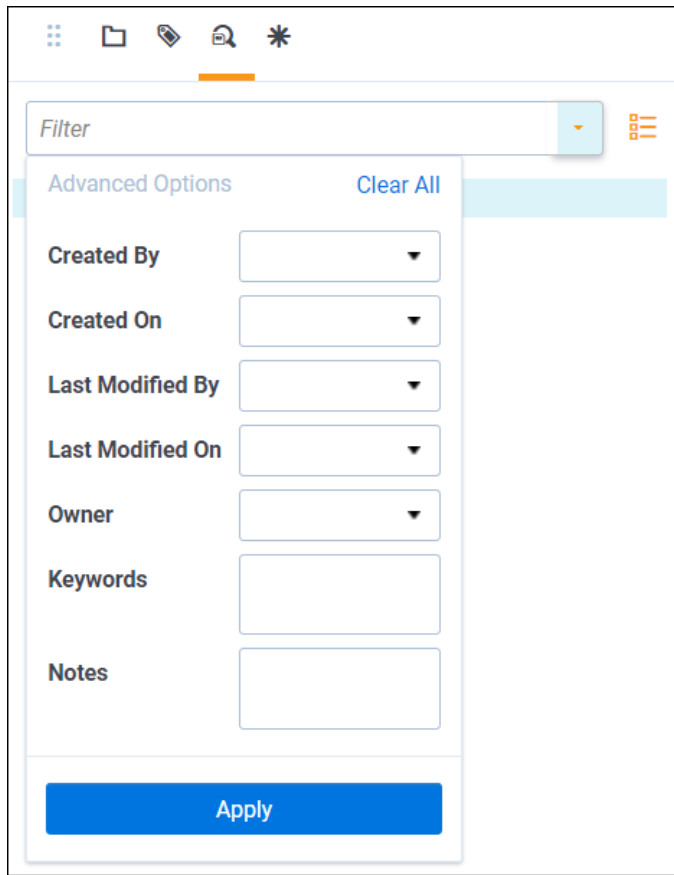 Filter
Advanced Options Clear All
Created By
Created On
Last Modified By
Last Modified On
Owner
Keywords
Notes
Apply